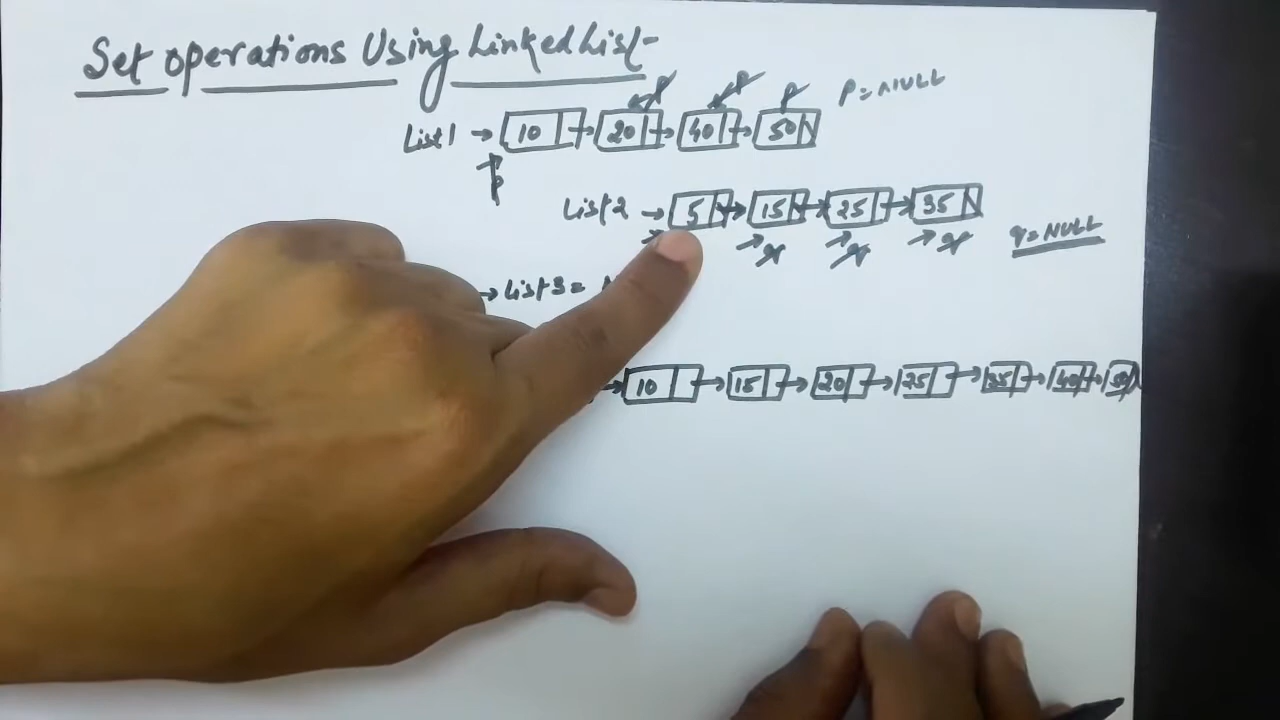 Set operations Using Linked List-
p p p P = NULL
List1 → 10 → 20 → 40 → 50
p
List2 → 5 → 15 → 25 → 35
q q q q = NULL
→ List3 =
→ 10 → 15 → 20 → 25 → 35 → 40 → 50